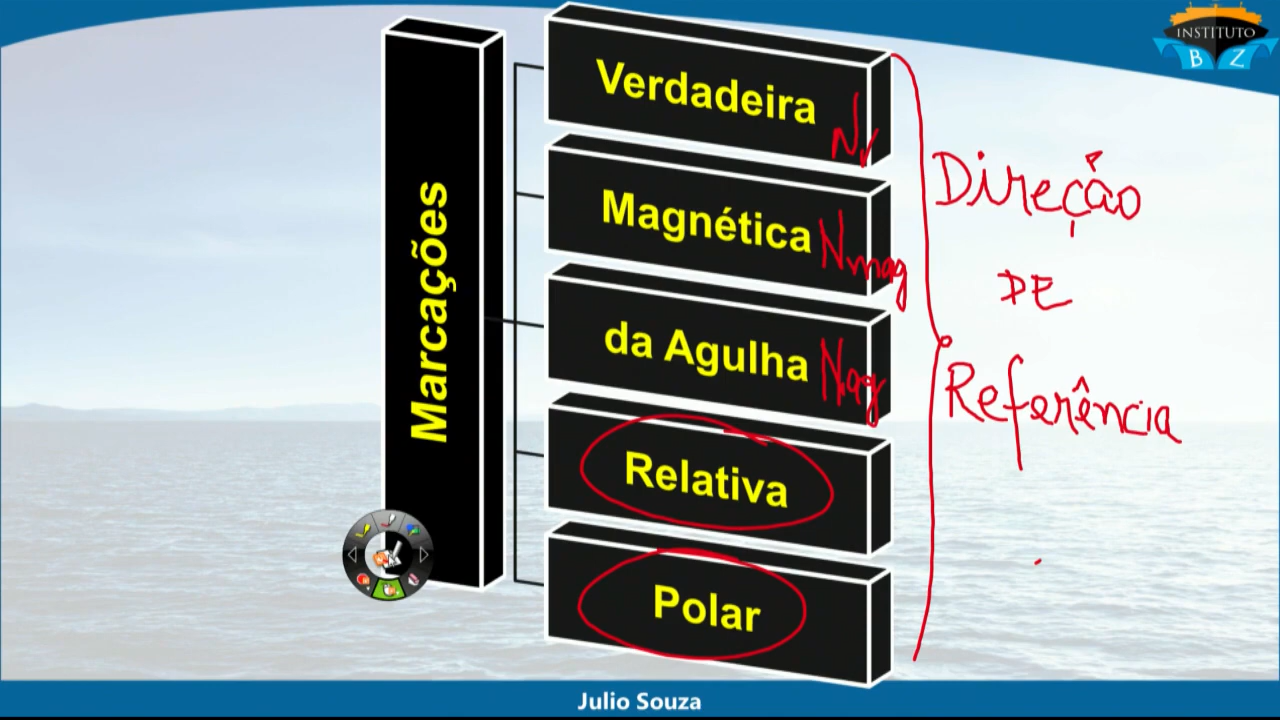 INSTITUTO
B Z
Marcações
Verdadeira
Nv
Magnética
Nmag
da Agulha
Nag
Relativa
Polar
Direção
DE
Referência
Julio Souza